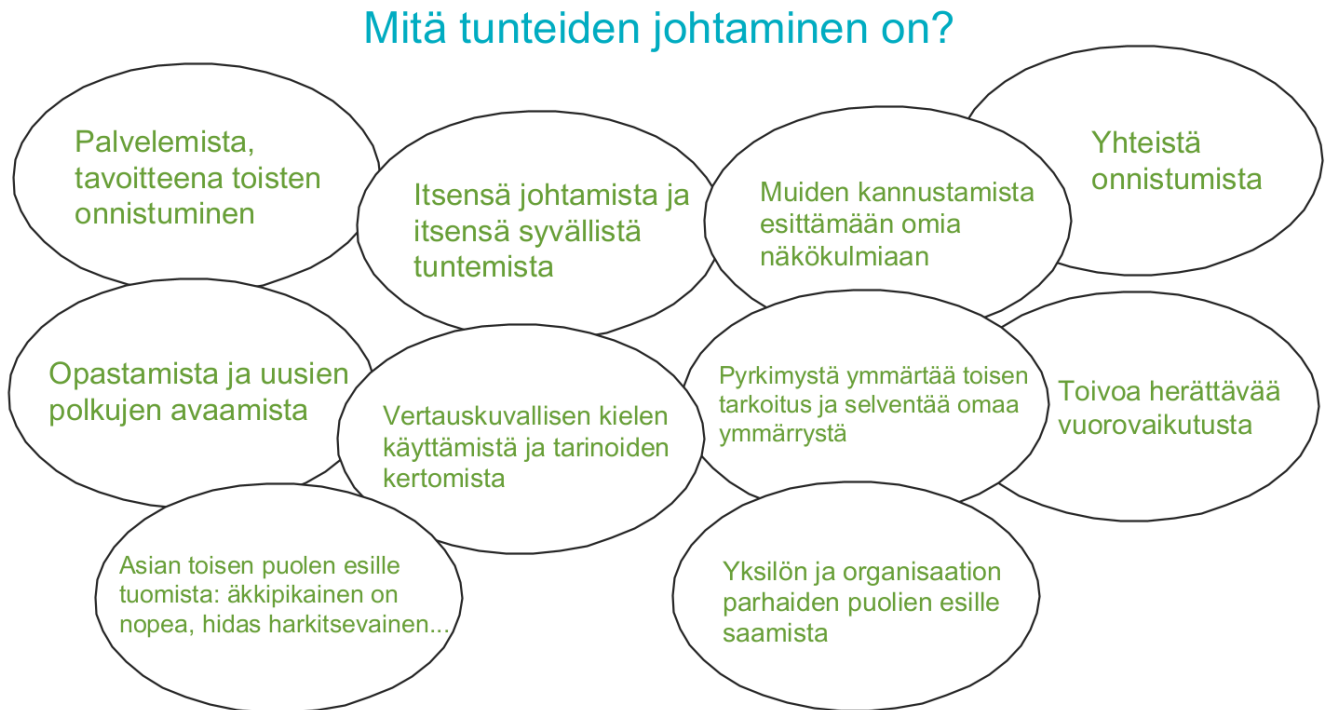 Mitä tunteiden johtaminen on?
Palvelemista,
tavoitteena toisten
onnistuminen
Itsensä johtamista ja
itsensä syvällistä
tuntemista
Muiden kannustamista
esittämään omia
näkökulmiaan
Yhteistä
onnistumista
Opastamista ja uusien
polkujen avaamista
Vertauskuvallisen kielen
käyttämistä ja tarinoiden
kertomista
Pyrkimystä ymmärtää toisen
tarkoitus ja selventää omaa
ymmärrystä
Toivoa herättävää
vuorovaikutusta
Asian toisen puolen esille
tuomista: äkkipikainen on
nopea, hidas harkitsevainen...
Yksilön ja organisaation
parhaiden puolien esille
saamista